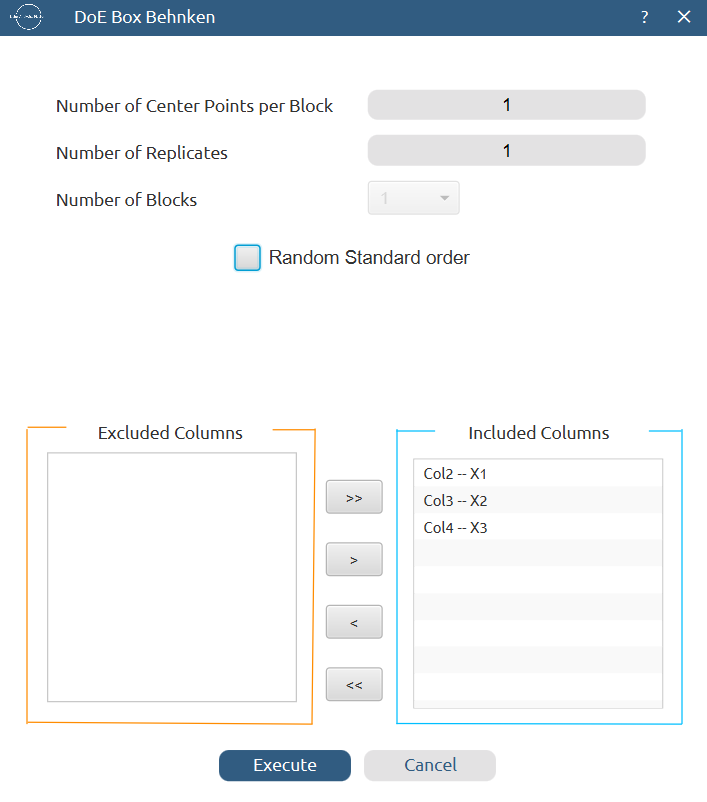 DoE Box Behnken ?
Number of Center Points per Block 1
Number of Replicates 1
Number of Blocks 1
Random Standard order
Excluded Columns
Included Columns
Col2 -- X1
Col3 -- X2
Col4 -- X3
>>
>
<
<<
Execute
Cancel